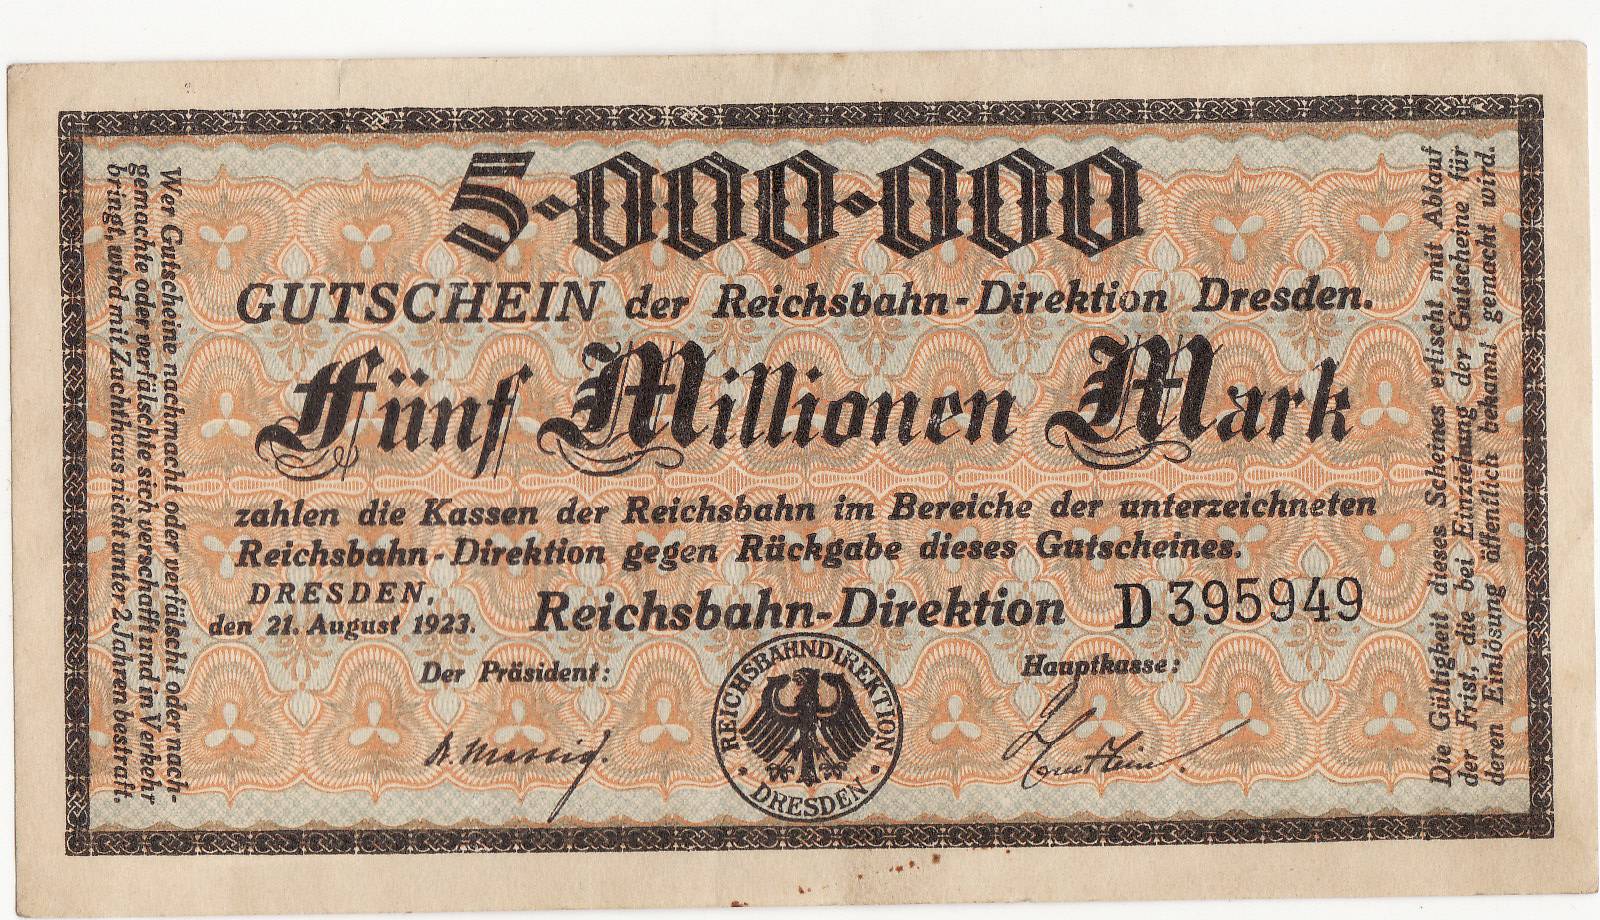 5·000·000
GUTSCHEIN der Reichsbahn-Direktion Dresden.
Fünf Millionen Mark
zahlen die Kassen der Reichsbahn im Bereiche der unterzeichneten
Reichsbahn-Direktion gegen Rückgabe dieses Gutscheines.
DRESDEN,
den 21. August 1923.
Reichsbahn-Direktion D 395949
Der Präsident:
Hauptkasse:
REICHSBAHNDIREKTION
DRESDEN
Wer Gutscheine nachmacht oder verfälscht oder nach-
gemachte oder verfälschte sich verschafft und in Verkehr
bringt, wird mit Zuchthaus nicht unter 2 Jahren bestraft.
Die Gültigkeit dieses Scheines erlischt mit Ablauf
der Frist, die bei Einziehung der Gutscheine für
deren Einlösung öffentlich bekannt gemacht wird.